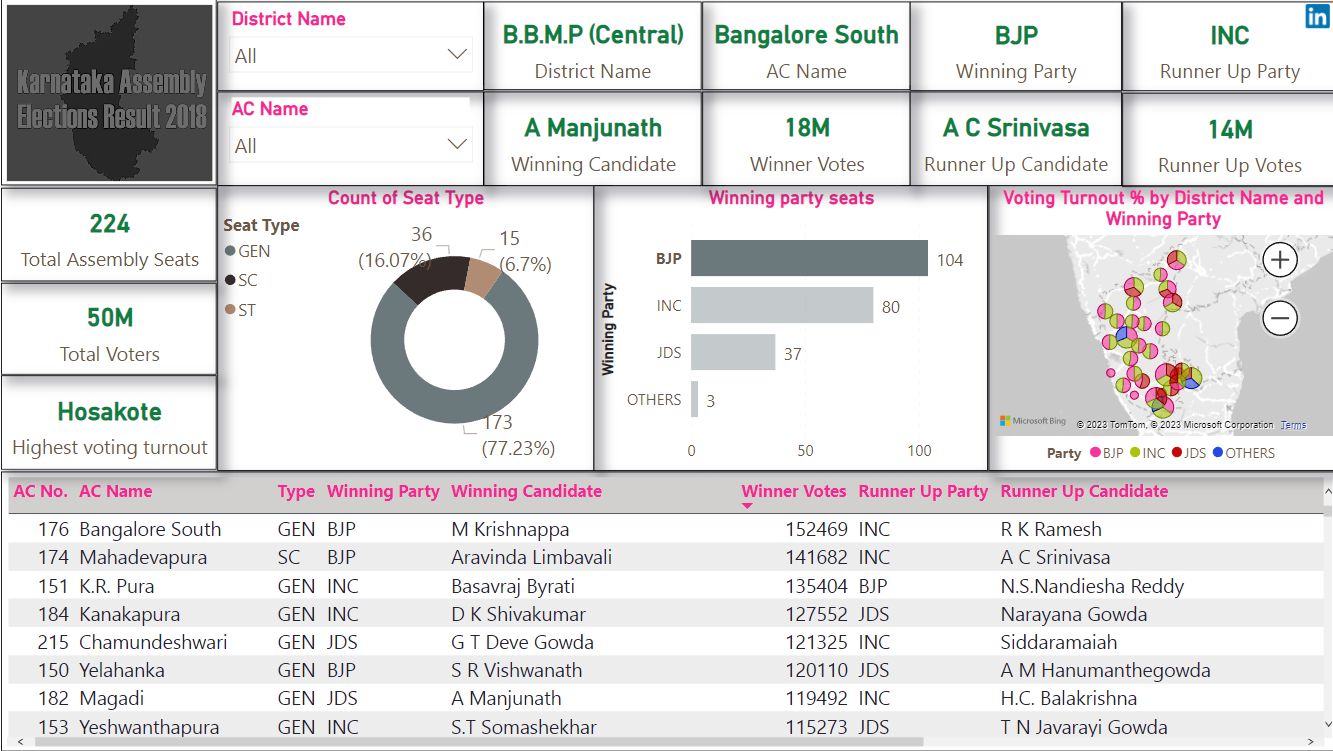 Karnataka Assembly
Elections Result 2018
District Name
All
AC Name
All
B.B.M.P (Central)
District Name
Bangalore South
AC Name
BJP
Winning Party
INC
Runner Up Party
in
A Manjunath
Winning Candidate
18M
Winner Votes
A C Srinivasa
Runner Up Candidate
14M
Runner Up Votes
224
Total Assembly Seats
50M
Total Voters
Hosakote
Highest voting turnout
Count of Seat Type
Seat Type
GEN
SC
ST
36
(16.07%)
15
(6.7%)
173
(77.23%)
Winning party seats
Winning Party
BJP 104
INC 80
JDS 37
OTHERS 3
0 50 100
Voting Turnout % by District Name and
Winning Party
Microsoft Bing
© 2023 TomTom, © 2023 Microsoft Corporation Terms
Party BJP INC JDS OTHERS
AC No. AC Name Type Winning Party Winning Candidate Winner Votes Runner Up Party Runner Up Candidate
176 Bangalore South GEN BJP M Krishnappa 152469 INC R K Ramesh
174 Mahadevapura SC BJP Aravinda Limbavali 141682 INC A C Srinivasa
151 K.R. Pura GEN INC Basavraj Byrati 135404 BJP N.S.Nandiesha Reddy
184 Kanakapura GEN INC D K Shivakumar 127552 JDS Narayana Gowda
215 Chamundeshwari GEN JDS G T Deve Gowda 121325 INC Siddaramaiah
150 Yelahanka GEN BJP S R Vishwanath 120110 JDS A M Hanumanthegowda
182 Magadi GEN JDS A Manjunath 119492 INC H.C. Balakrishna
153 Yeshwanthapura GEN INC S.T Somashekhar 115273 JDS T N Javarayi Gowda